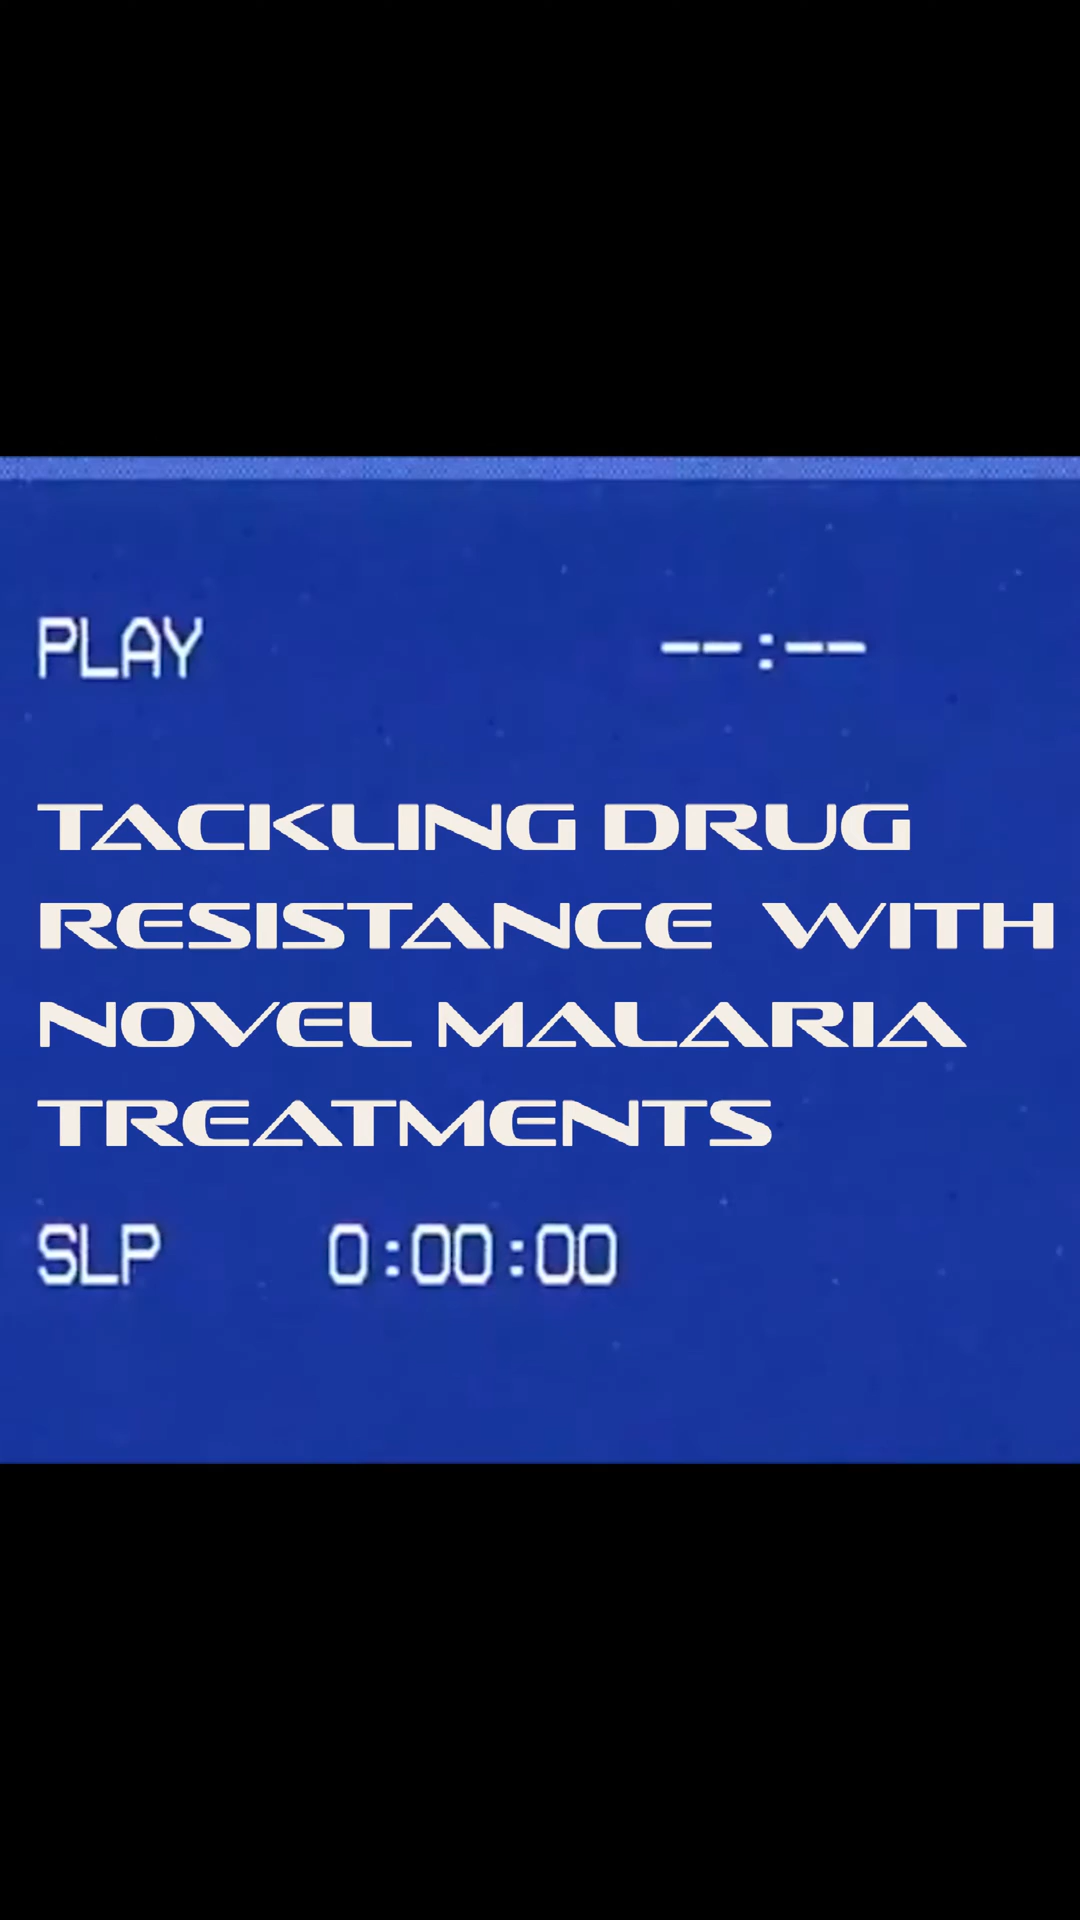 PLAY --:--
TACKLING DRUG
RESISTANCE WITH
NOVEL MALARIA
TREATMENTS
SLP 0:00:00